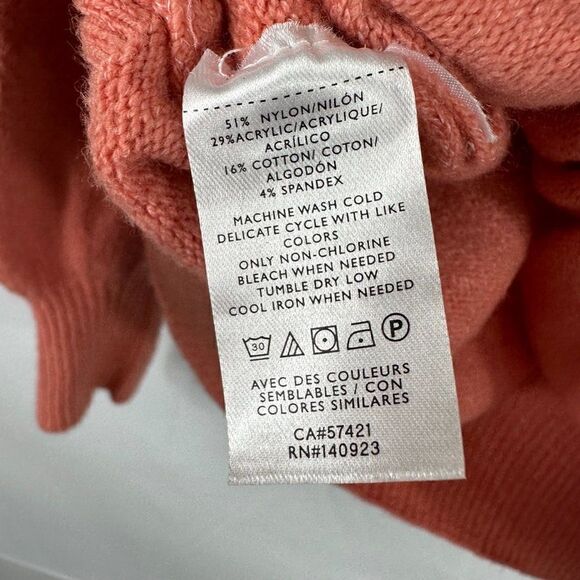 51% NYLON/NILÓN
29%ACRYLIC/ACRYLIQUE/
ACRÍLICO
16% COTTON/ COTON/
ALGODÓN
4% SPANDEX
MACHINE WASH COLD
DELICATE CYCLE WITH LIKE
COLORS
ONLY NON-CHLORINE
BLEACH WHEN NEEDED
TUMBLE DRY LOW
COOL IRON WHEN NEEDED
30 P
AVEC DES COULEURS
SEMBLABLES / CON
COLORES SIMILARES
CA#57421
RN#140923